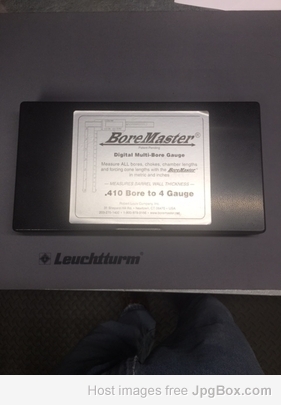 BoreMaster®
Digital Multi-Bore Gauge
Measure ALL bores, chokes, chamber lengths
and forcing cone lengths with the BoreMaster
in metric and inches
MEASURES BARREL WALL THICKNESS
.410 Bore to 4 Gauge
Leuchtturm®
Host images free JpgBox.com